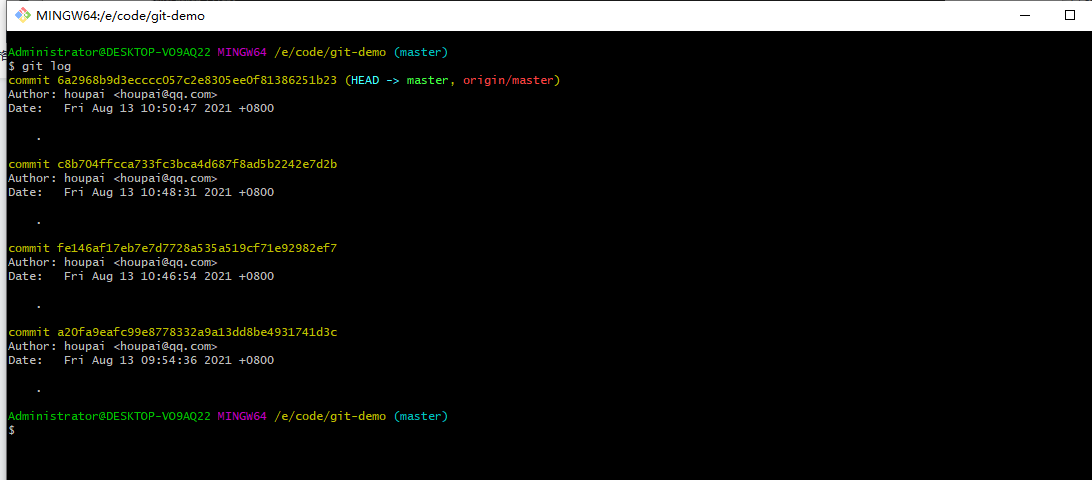 MINGW64:/e/code/git-demo
Administrator@DESKTOP-VO9AQ22 MINGW64 /e/code/git-demo (master)
$ git log
commit 6a2968b9d3ecccc057c2e8305ee0f81386251b23 (HEAD -> master, origin/master)
Author: houpai <houpai@qq.com>
Date:   Fri Aug 13 10:50:47 2021 +0800
.
commit c8b704ffcca733fc3bca4d687f8ad5b2242e7d2b
Author: houpai <houpai@qq.com>
Date:   Fri Aug 13 10:48:31 2021 +0800
.
commit fe146af17eb7e7d7728a535a519cf71e92982ef7
Author: houpai <houpai@qq.com>
Date:   Fri Aug 13 10:46:54 2021 +0800
.
commit a20fa9eafc99e8778332a9a13dd8be4931741d3c
Author: houpai <houpai@qq.com>
Date:   Fri Aug 13 09:54:36 2021 +0800
.
Administrator@DESKTOP-VO9AQ22 MINGW64 /e/code/git-demo (master)
$